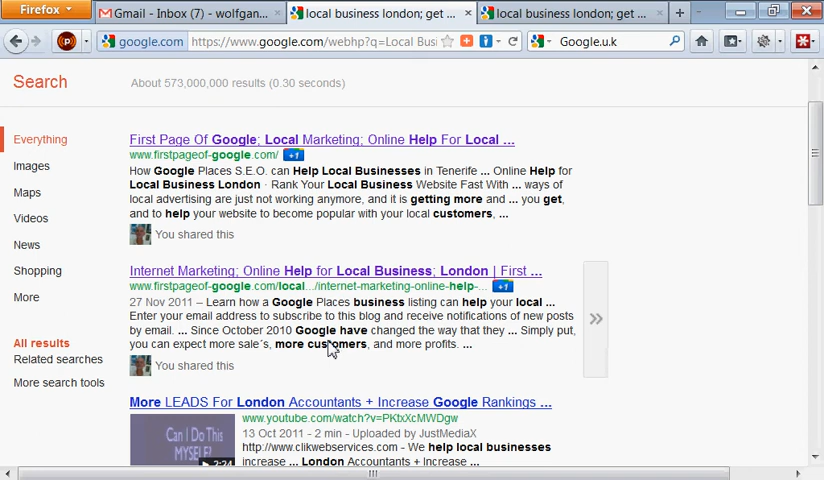 Firefox
Gmail - Inbox (7) - wolfgan...
local business london; get ...
local business london; get ...
google.com
https://www.google.com/webhp?q=Local Busi
Google.u.k
Search
About 573,000,000 results (0.30 seconds)
Everything
Images
Maps
Videos
News
Shopping
More
All results
Related searches
More search tools
First Page Of Google; Local Marketing; Online Help For Local ...
www.firstpageof-google.com/ +1
How Google Places S.E.O. can Help Local Businesses in Tenerife ... Online Help for
Local Business London · Rank Your Local Business Website Fast With ... ways of
local advertising are just not working anymore, and it is getting more and ... you get,
and to help your website to become popular with your local customers, ...
You shared this
Internet Marketing; Online Help for Local Business; London | First ...
www.firstpageof-google.com/local.../internet-marketing-online-help-... +1
27 Nov 2011 – Learn how a Google Places business listing can help your local ...
Enter your email address to subscribe to this blog and receive notifications of new posts
by email. ... Since October 2010 Google have changed the way that they ... Simply put,
you can expect more sale´s, more customers, and more profits. ...
You shared this
More LEADS For London Accountants + Increase Google Rankings ...
www.youtube.com/watch?v=PKtxXcMWDgw
13 Oct 2011 - 2 min - Uploaded by JustMediaX
http://www.clikwebservices.com - We help local businesses
increase ... London Accountants + Increase ...
Can I Do This
MYSELF?
2:24